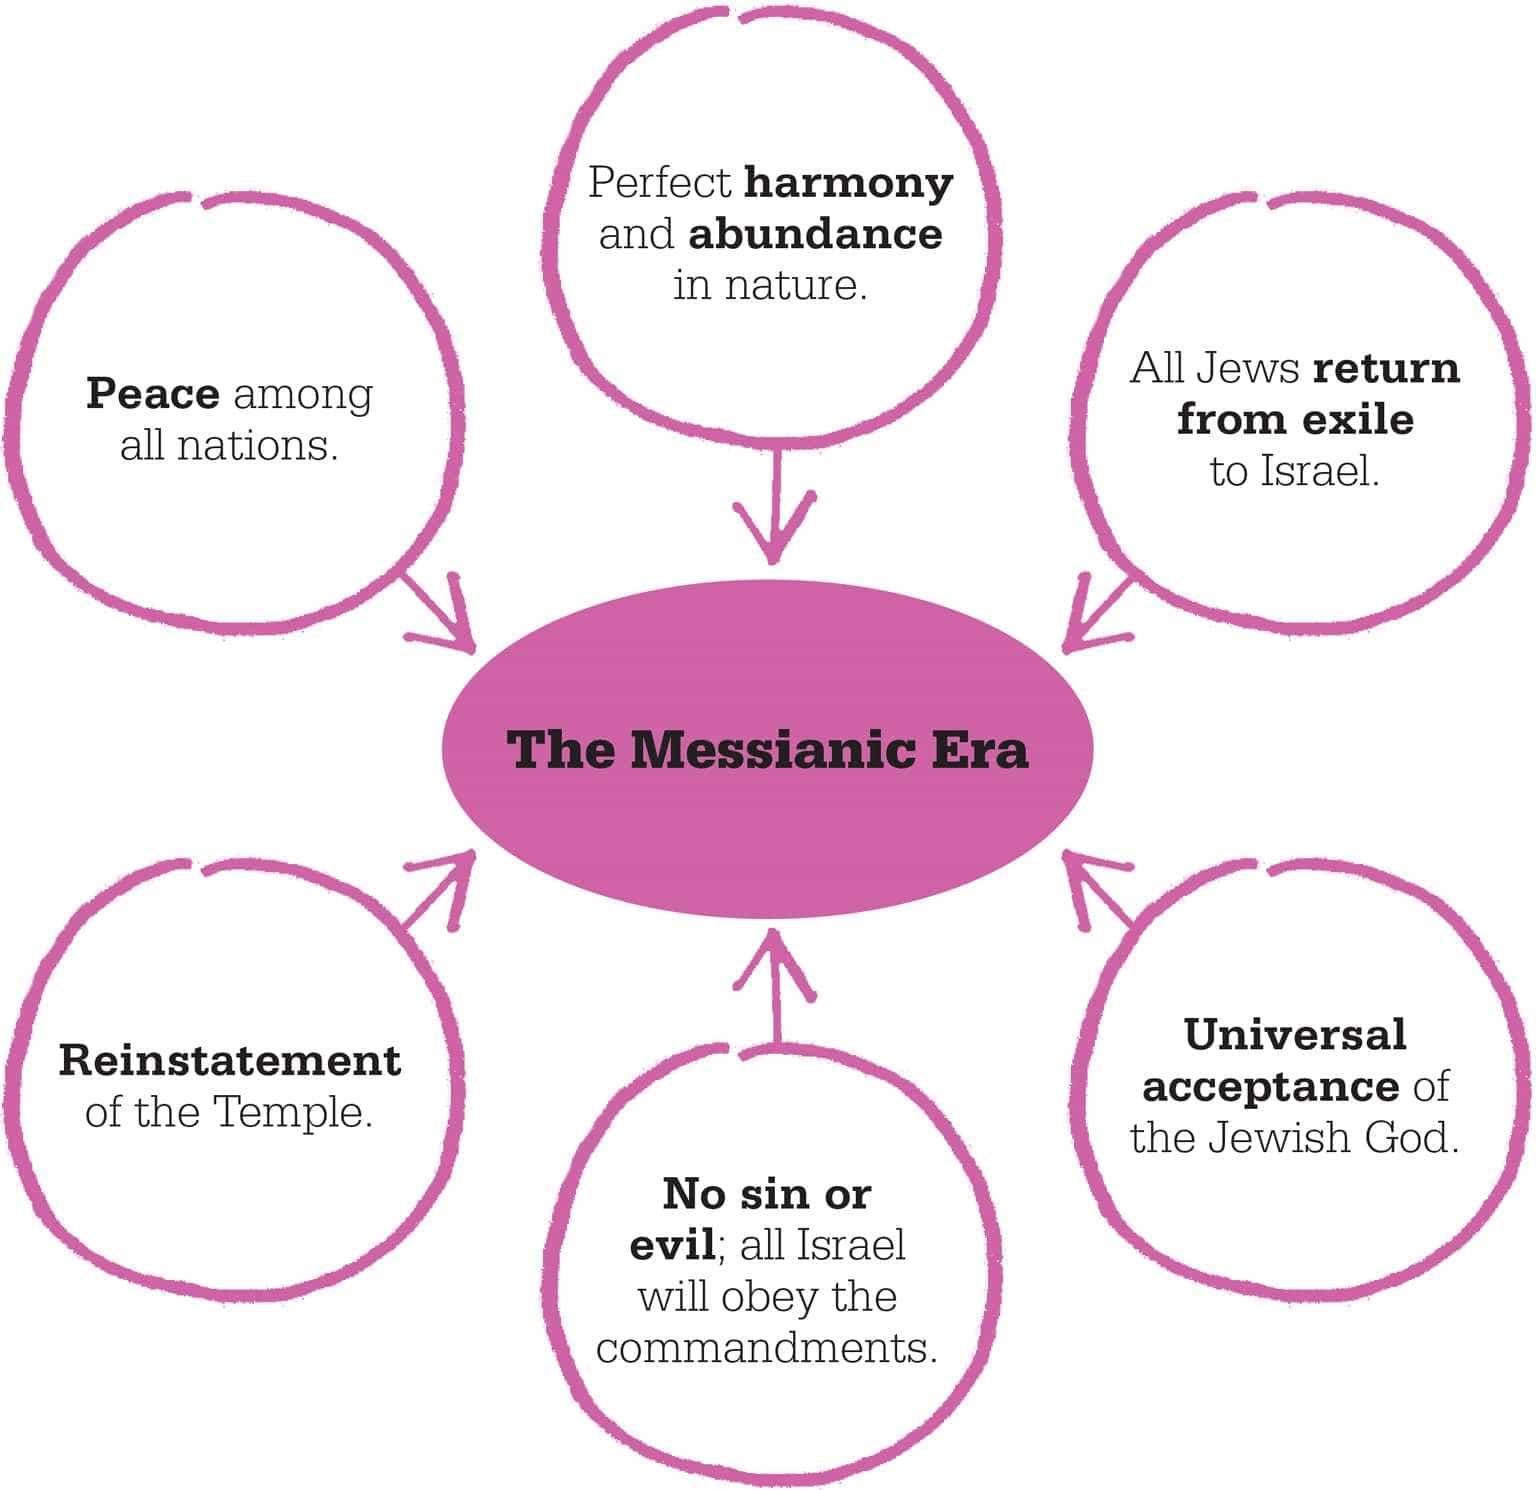 Perfect harmony
and abundance
in nature.
Peace among
all nations.
All Jews return
from exile
to Israel.
The Messianic Era
Reinstatement
of the Temple.
No sin or
evil; all Israel
will obey the
commandments.
Universal
acceptance of
the Jewish God.